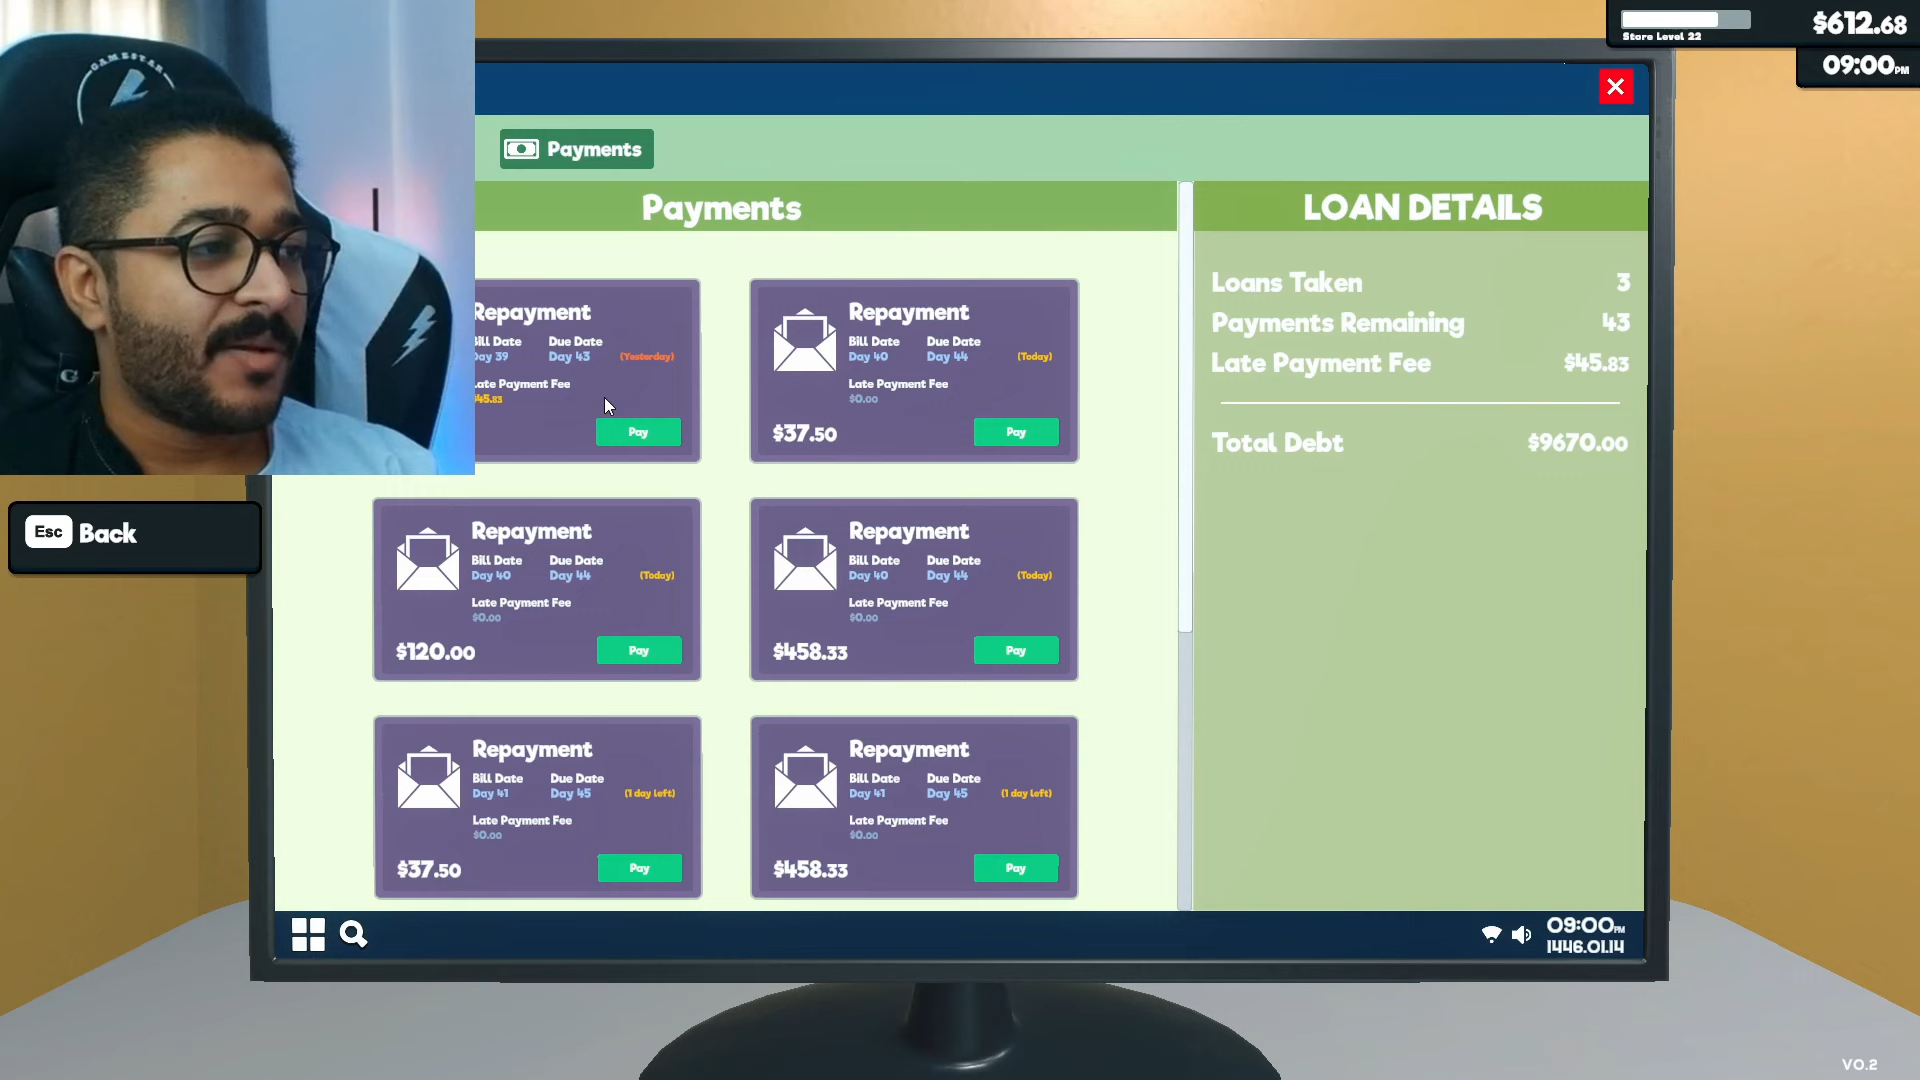 $612.68
Store Level 22
09:00PM
GAMESTAR
Payments
Payments
LOAN DETAILS
Loans Taken 3
Payments Remaining 43
Late Payment Fee $45.83
Total Debt $9670.00
Repayment
Bill Date Due Date
Day 39 Day 43 (Yesterday)
Late Payment Fee
$45.83
Pay
Repayment
Bill Date Due Date
Day 40 Day 44 (Today)
Late Payment Fee
$0.00
$37.50 Pay
Esc Back
Repayment
Bill Date Due Date
Day 40 Day 44 (Today)
Late Payment Fee
$0.00
$120.00 Pay
Repayment
Bill Date Due Date
Day 40 Day 44 (Today)
Late Payment Fee
$0.00
$458.33 Pay
Repayment
Bill Date Due Date
Day 41 Day 45 (1 day left)
Late Payment Fee
$0.00
$37.50 Pay
Repayment
Bill Date Due Date
Day 41 Day 45 (1 day left)
Late Payment Fee
$0.00
$458.33 Pay
09:00PM
1446.01.14
V0.2